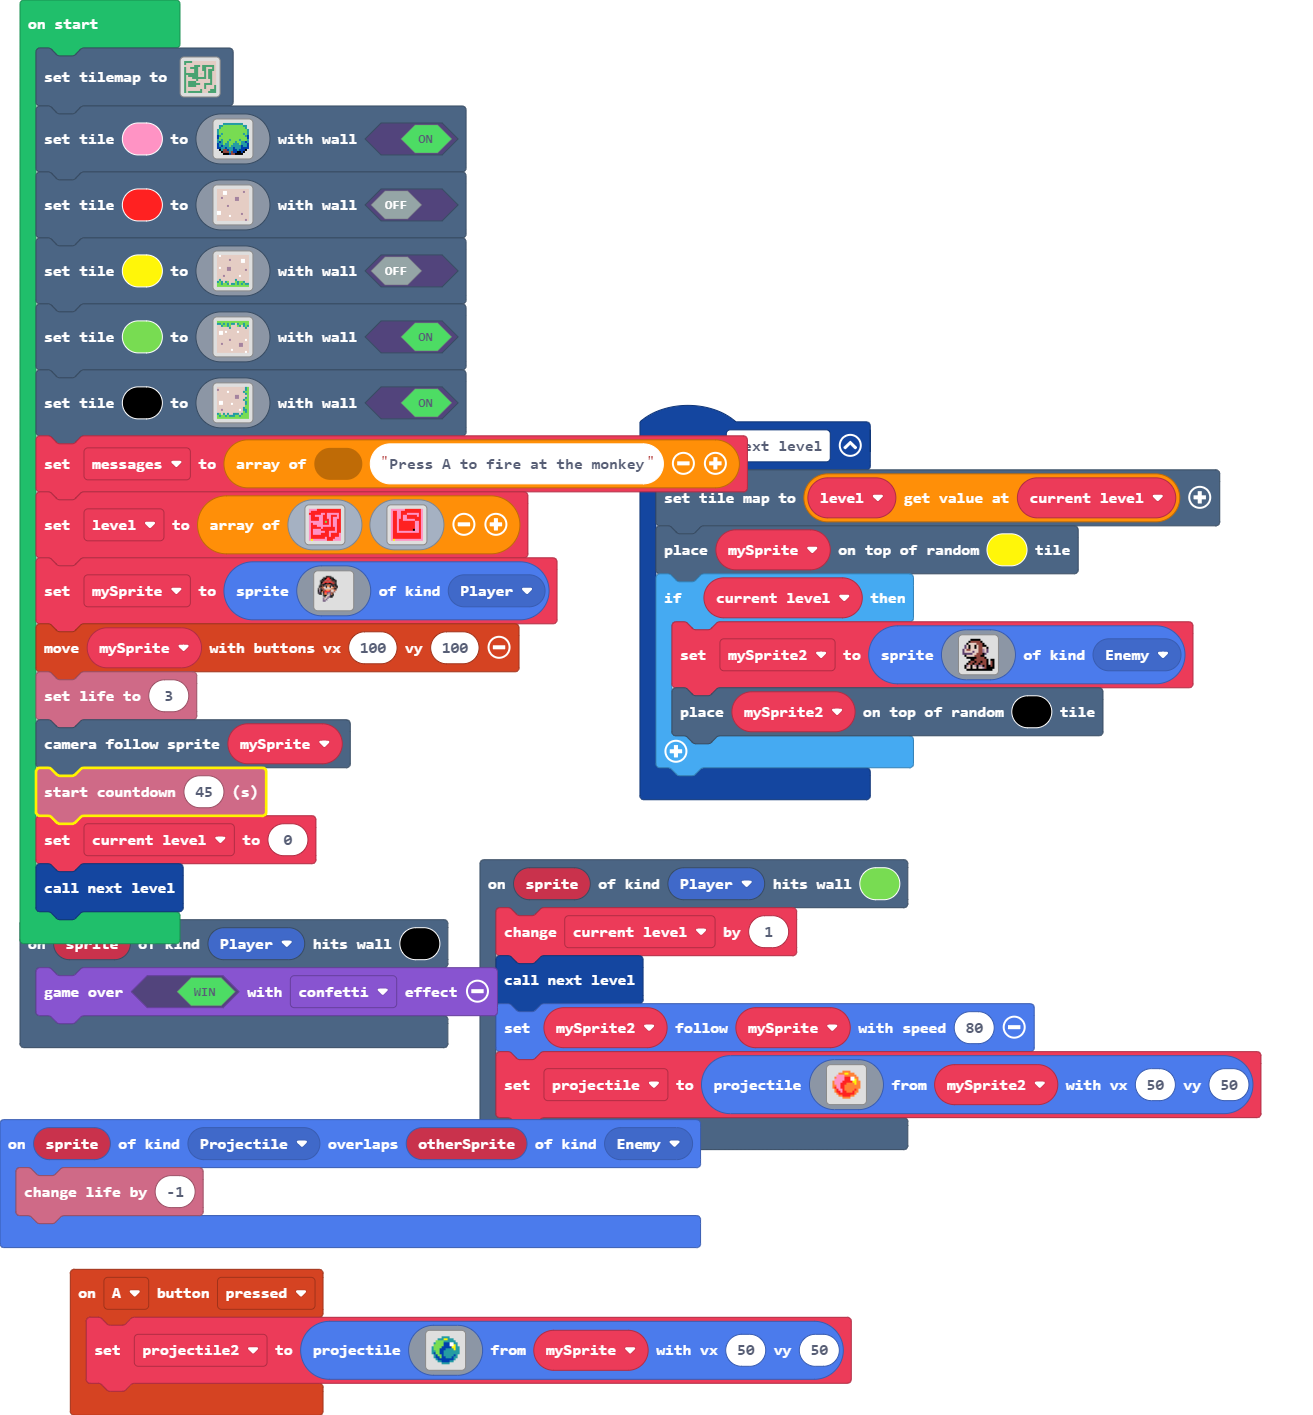 on start
set tilemap to
set tile to with wall ON
set tile to with wall OFF
set tile to with wall OFF
set tile to with wall ON
set tile to with wall ON
set messages to array of "Press A to fire at the monkey"
set level to array of
set mySprite to sprite of kind Player
move mySprite with buttons vx 100 vy 100
set life to 3
camera follow sprite mySprite
start countdown 45 (s)
set current level to 0
call next level
on sprite of kind Player hits wall
game over WIN with confetti effect
ext level
set tile map to level get value at current level
place mySprite on top of random tile
if current level then
set mySprite2 to sprite of kind Enemy
place mySprite2 on top of random tile
on sprite of kind Player hits wall
change current level by 1
call next level
set mySprite2 follow mySprite with speed 80
set projectile to projectile from mySprite2 with vx 50 vy 50
on sprite of kind Projectile overlaps otherSprite of kind Enemy
change life by -1
on A button pressed
set projectile2 to projectile from mySprite with vx 50 vy 50